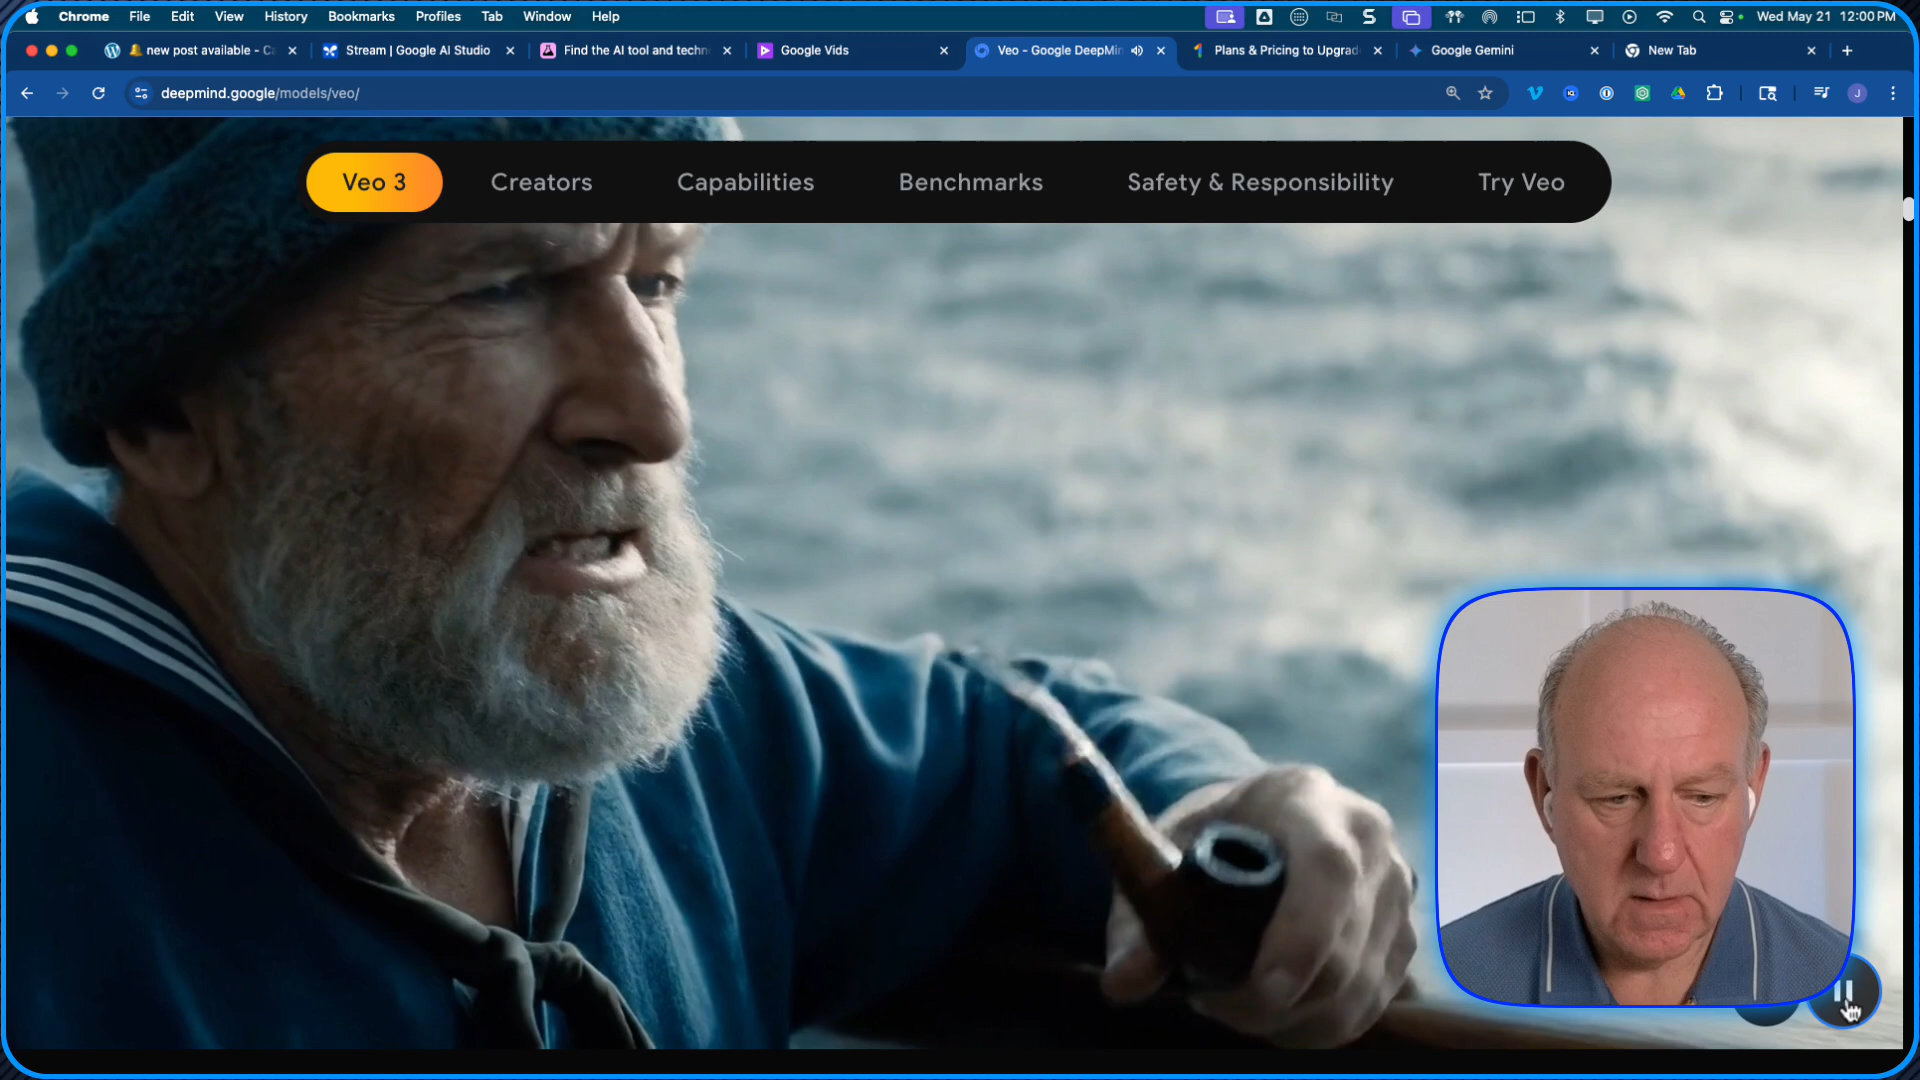 Chrome File Edit View History Bookmarks Profiles Tab Window Help Wed May 21 12:00 PM
new post available - Ca Stream | Google AI Studio Find the AI tool and techn Google Vids Veo - Google DeepMin Plans & Pricing to Upgrad Google Gemini New Tab
deepmind.google/models/veo/
Veo 3 Creators Capabilities Benchmarks Safety & Responsibility Try Veo